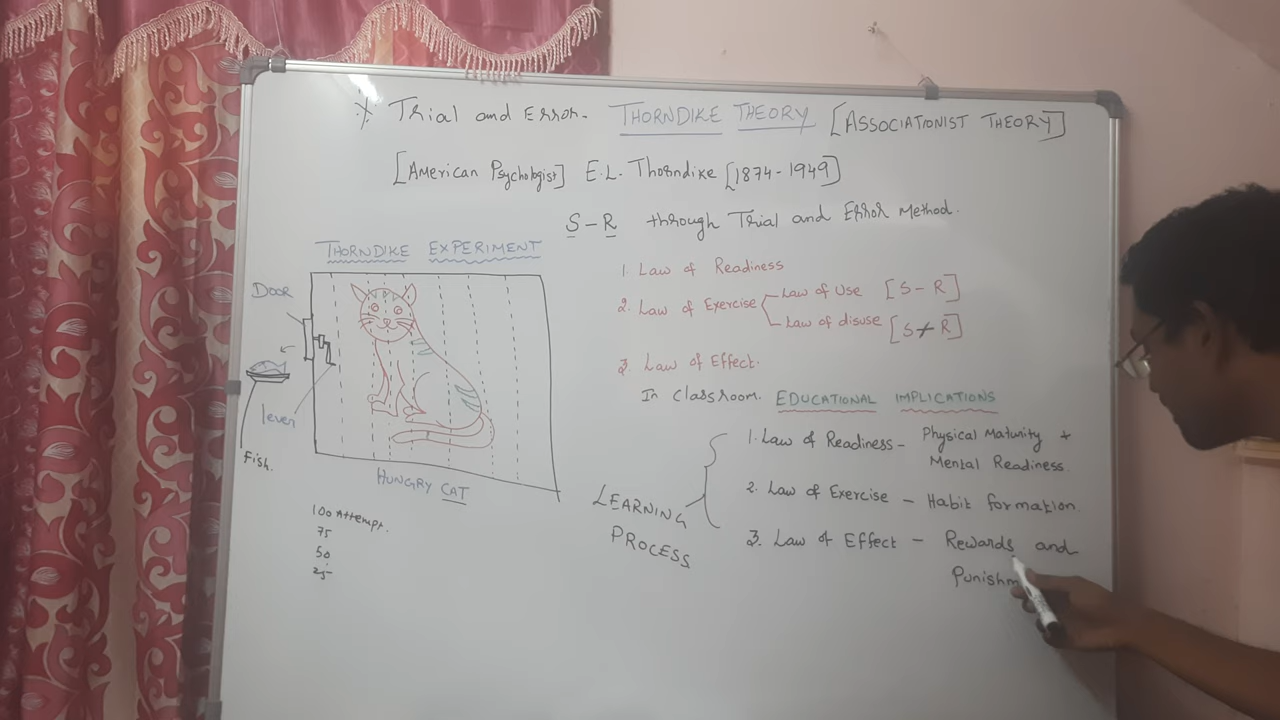 Trial and Error. THORNDIKE THEORY [ASSOCIATIONIST THEORY]
[American Psychologist] E.L. Thorndike [1874-1949]
S-R through Trial and Error Method.
THORNDIKE EXPERIMENT
DOOR
lever
fish.
HUNGRY CAT
100 Attempt.
75
50
25
1. Law of Readiness
2. Law of Exercise
Law of Use [S-R]
Law of disuse [S≠R]
3. Law of Effect.
In Classroom. EDUCATIONAL IMPLICATIONS
LEARNING
PROCESS
1. Law of Readiness - Physical Maturity +
Mental Readiness.
2. Law of Exercise - Habit formation.
3. Law of Effect - Rewards and
Punishm